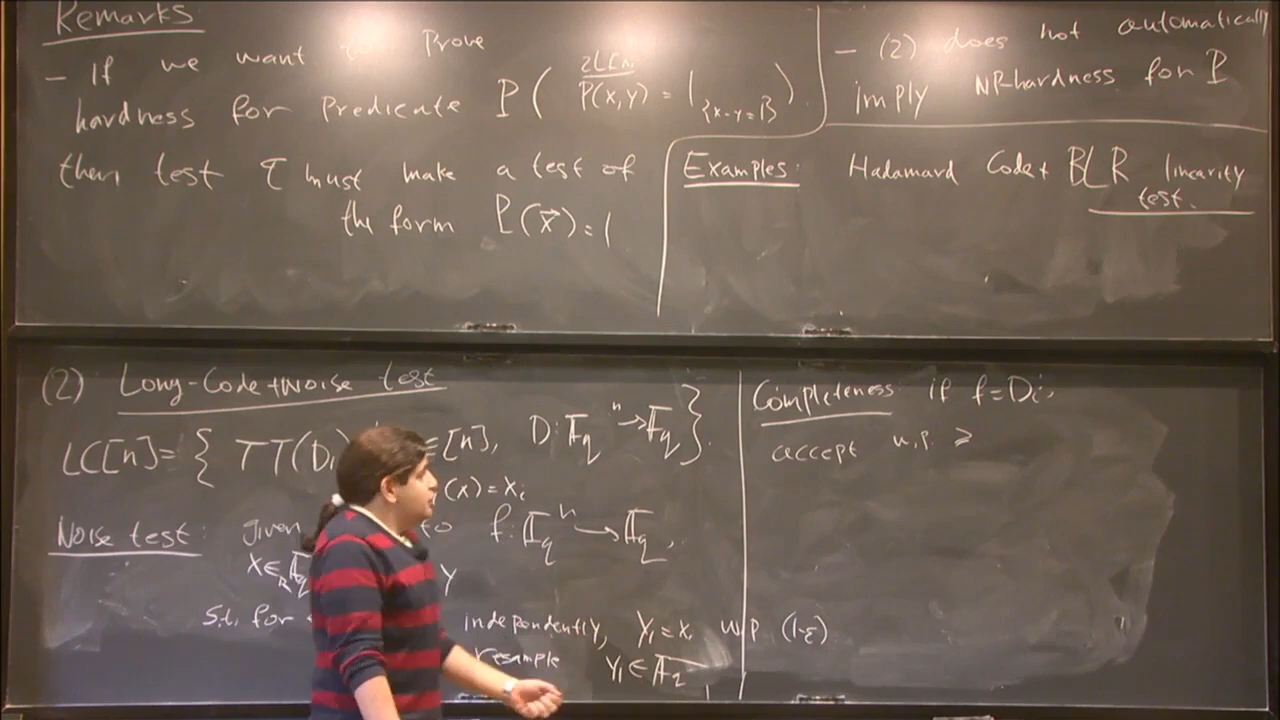 Remarks
- If we want to Prove
hardness for predicate P ( 2LIN P(x,y) = 1_{x-y=1} )
then test τ must make a test of
the form P(x⃗)=1
- (2) does not automatically
imply NP-hardness for P
Examples: Hadamard Code + BLR linearity
test.
(2) Long-Code + Noise test
LC[n]= { TT(D ∈[n], D: F_q^n → F_q }
(x)=x_i
Noise test: given to f: F_q^n → F_q,
x ∈_R F_q y
s.t. for independently, y_i = x_i w.p. (1-ε)
resample y_i ∈ F_q
Completeness: if f=D_i,
accept w.p. ≥